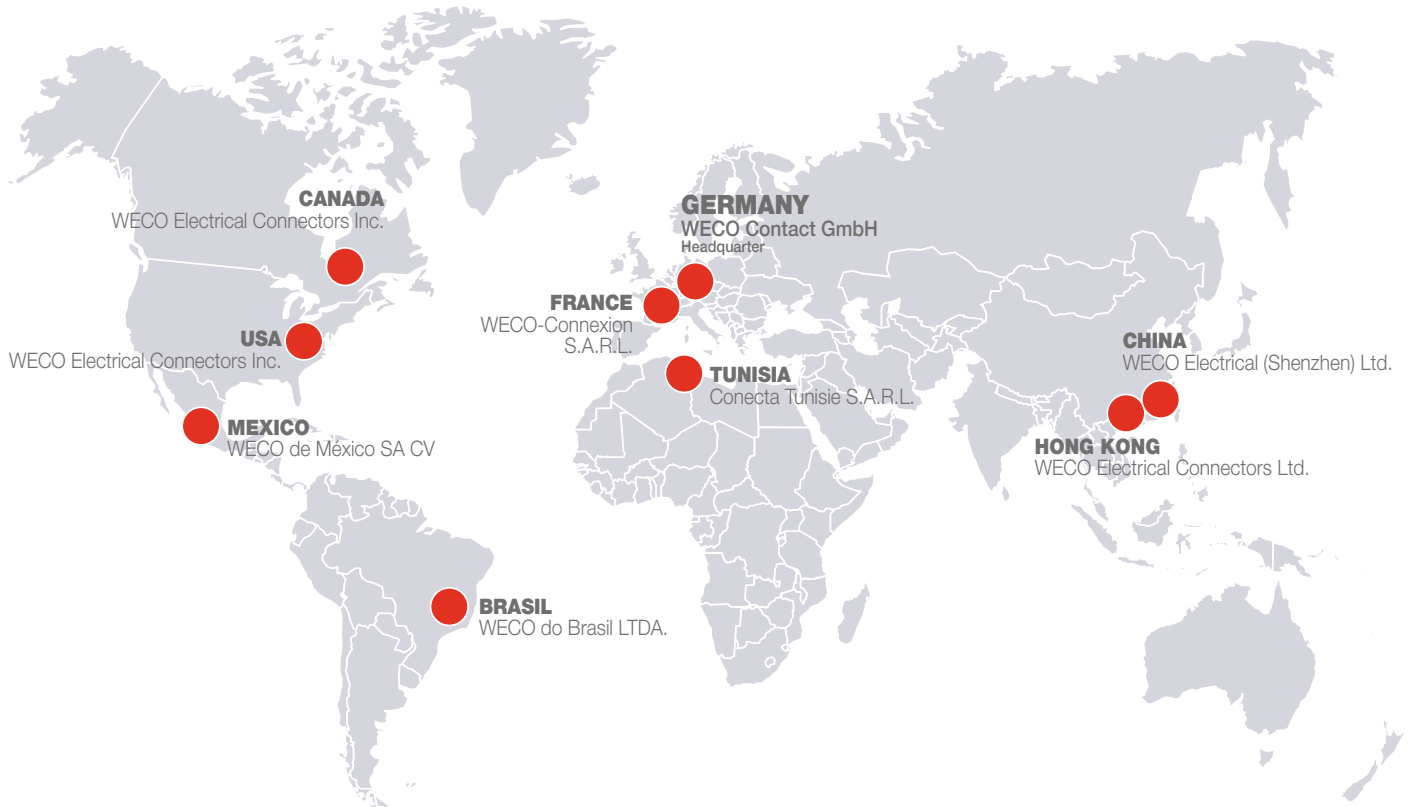 CANADA
WECO Electrical Connectors Inc.
GERMANY
WECO Contact GmbH
Headquarter
FRANCE
WECO-Connexion
S.A.R.L.
USA
WECO Electrical Connectors Inc.
CHINA
WECO Electrical (Shenzhen) Ltd.
TUNISIA
Conecta Tunisie S.A.R.L.
MEXICO
WECO de México SA CV
HONG KONG
WECO Electrical Connectors Ltd.
BRASIL
WECO do Brasil LTDA.